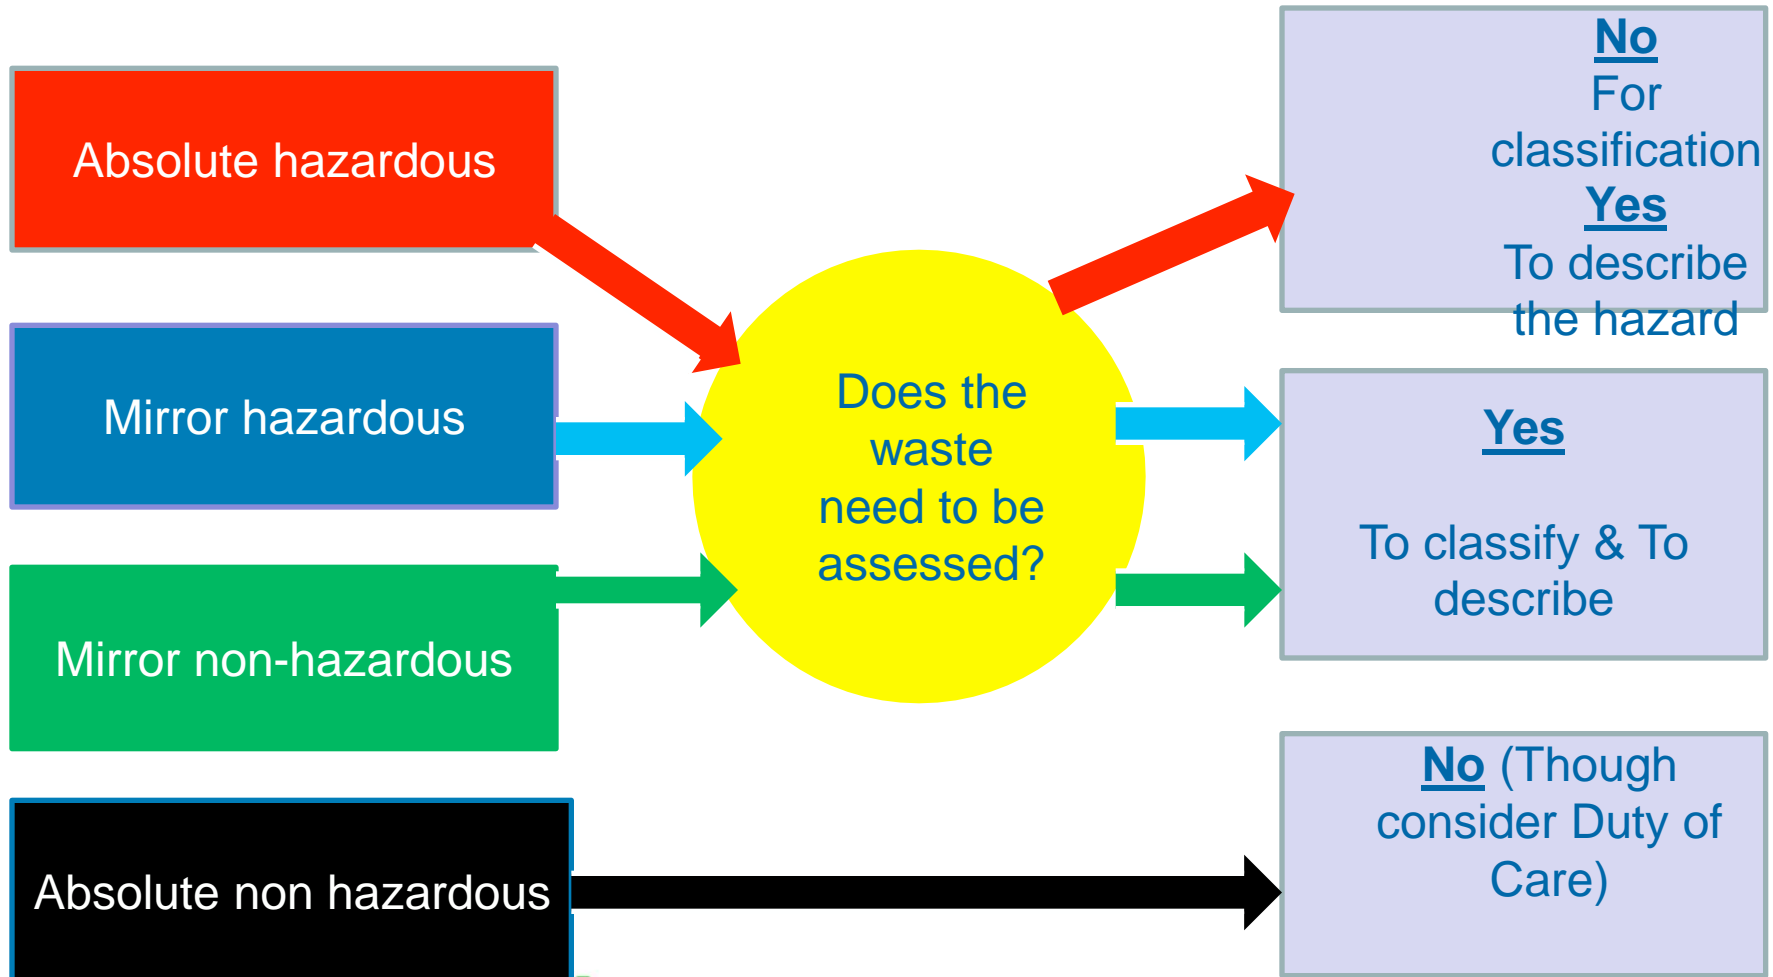 Absolute hazardous
Mirror hazardous
Mirror non-hazardous
Absolute non hazardous
Does the
waste
need to be
assessed?
No
For
classification
Yes
To describe
the hazard
Yes
To classify & To
describe
No (Though
consider Duty of
Care)